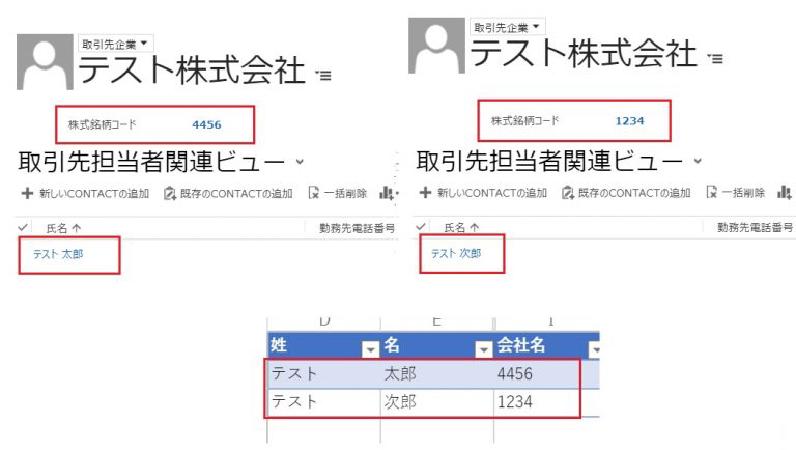 取引先企業
テスト株式会社
株式銘柄コード 4456
取引先担当者関連ビュー
新しいCONTACTの追加 既存のCONTACTの追加 一括削除
氏名 勤務先電話番号
テスト 太郎
取引先企業
テスト株式会社
株式銘柄コード 1234
取引先担当者関連ビュー
新しいCONTACTの追加 既存のCONTACTの追加 一括削除
氏名 勤務先電話番号
テスト 次郎
D E I
姓 名 会社名
テスト 太郎 4456
テスト 次郎 1234